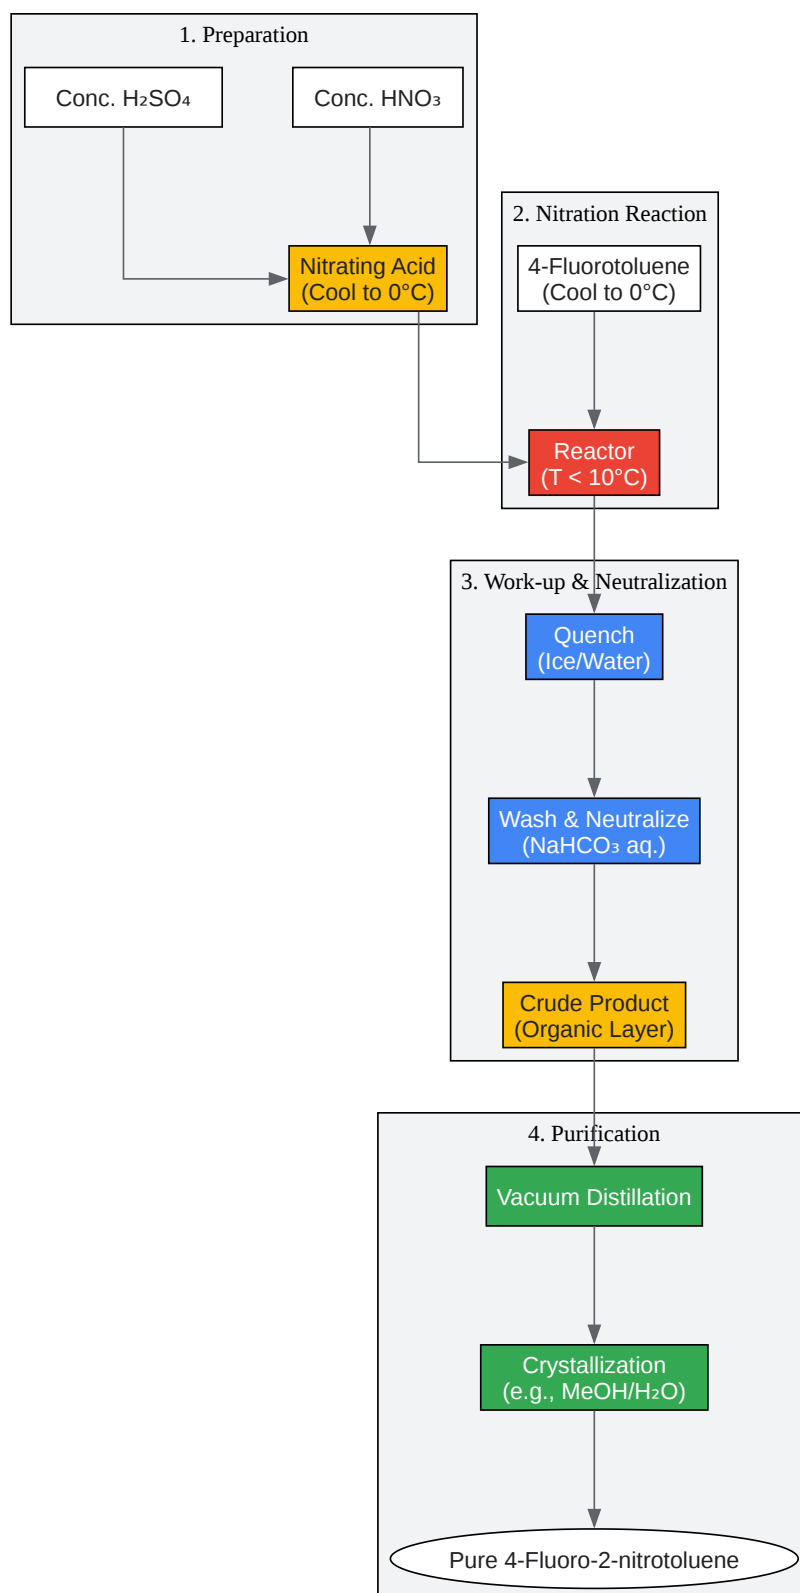 1. Preparation
Conc. H₂SO₄
Conc. HNO₃
Nitrating Acid
(Cool to 0°C)
2. Nitration Reaction
4-Fluorotoluene
(Cool to 0°C)
Reactor
(T < 10°C)
3. Work-up & Neutralization
Quench
(Ice/Water)
Wash & Neutralize
(NaHCO₃ aq.)
Crude Product
(Organic Layer)
4. Purification
Vacuum Distillation
Crystallization
(e.g., MeOH/H₂O)
Pure 4-Fluoro-2-nitrotoluene